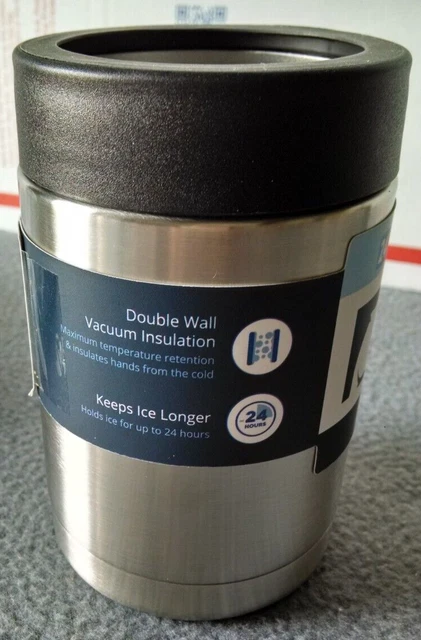 Double Wall
Vacuum Insulation
Maximum temperature retention
& insulates hands from the cold
Keeps Ice Longer
Holds ice for up to 24 hours
24
HOURS